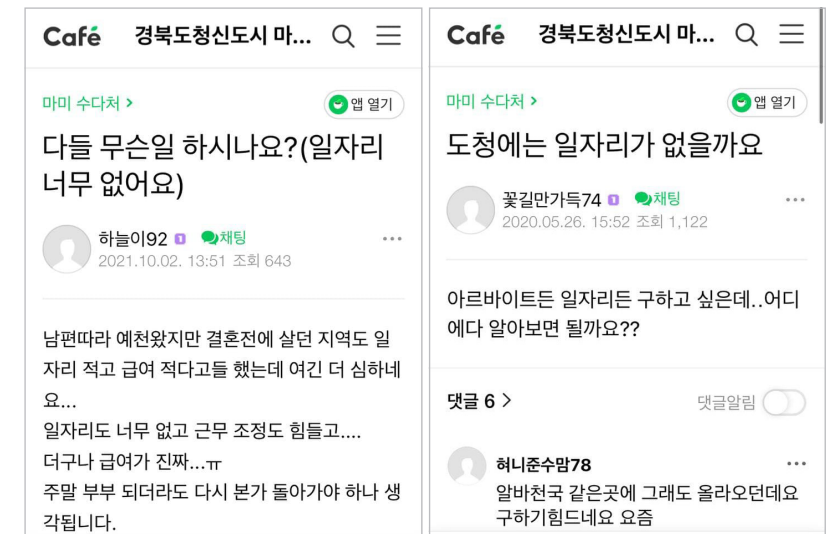 Café 경북도청신도시 마...
마미 수다처 >
앱 열기
다들 무슨일 하시나요?(일자리
너무 없어요)
하늘이92 1 채팅
2021.10.02. 13:51 조회 643
남편따라 예천왔지만 결혼전에 살던 지역도 일
자리 적고 급여 적다고들 했는데 여긴 더 심하네
요...
일자리도 너무 없고 근무 조정도 힘들고....
더구나 급여가 진짜...ㅠ
주말 부부 되더라도 다시 본가 돌아가야 하나 생
각됩니다.
Café 경북도청신도시 마...
마미 수다처 >
앱 열기
도청에는 일자리가 없을까요
꽃길만가득74 1 채팅
2020.05.26. 15:52 조회 1,122
아르바이트든 일자리든 구하고 싶은데..어디
에다 알아보면 될까요??
댓글 6 >
댓글알림
혀니준수맘78
알바천국 같은곳에 그래도 올라오던데요
구하기힘드네요 요즘